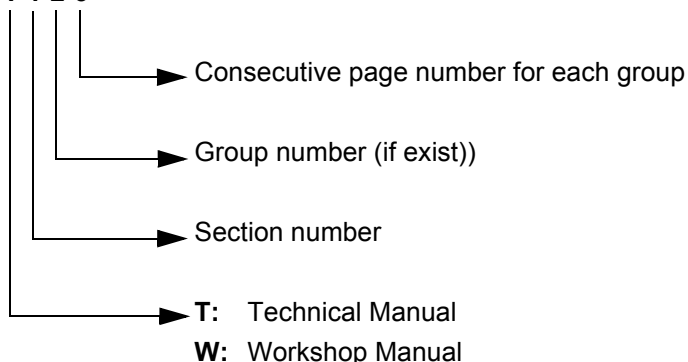 Consecutive page number for each group
Group number (if exist))
Section number
T: Technical Manual
W: Workshop Manual